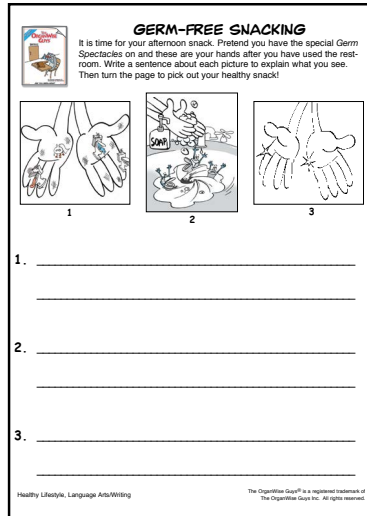 The
OrganWise
Guys
GERM-FREE SNACKING
It is time for your afternoon snack. Pretend you have the special Germ
Spectacles on and these are your hands after you have used the rest-
room. Write a sentence about each picture to explain what you see.
Then turn the page to pick out your healthy snack!
SOAP
1
2
3
1.
2.
3.
Healthy Lifestyle, Language Arts/Writing
The OrganWise Guys® is a registered trademark of
The OrganWise Guys Inc. All rights reserved.